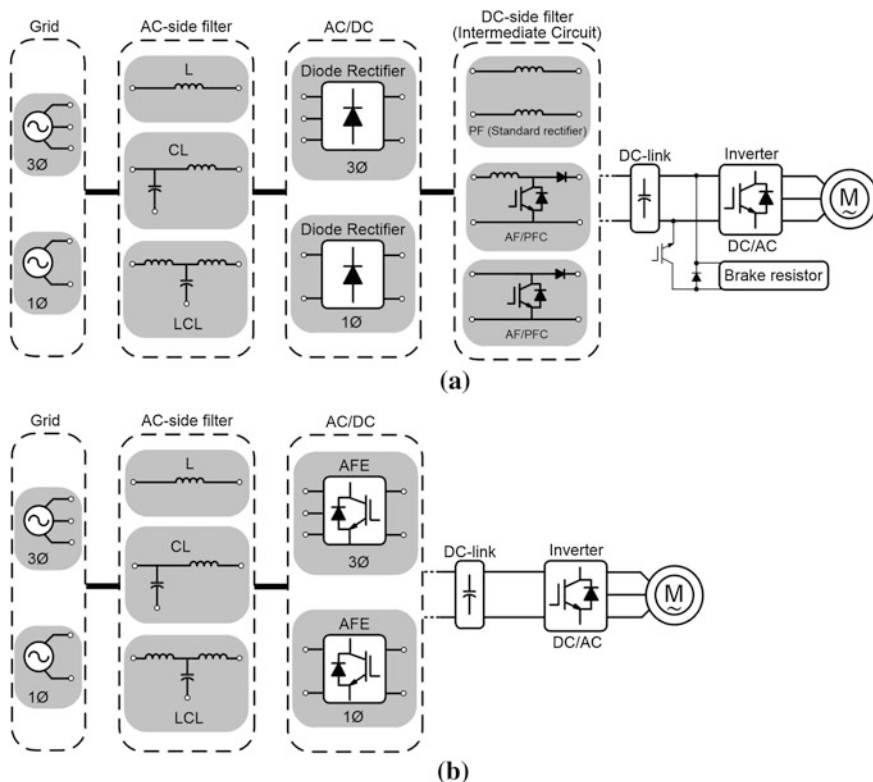 Grid
AC-side filter
AC/DC
DC-side filter
(Intermediate Circuit)
L
Diode Rectifier
3Ø
CL
3Ø
PF (Standard rectifier)
DC-link
Inverter
M
~
AF/PFC
DC/AC
Diode Rectifier
1Ø
LCL
1Ø
Brake resistor
AF/PFC
(a)
Grid
AC-side filter
AC/DC
L
AFE
3Ø
CL
3Ø
DC-link
Inverter
M
~
DC/AC
AFE
1Ø
LCL
1Ø
(b)